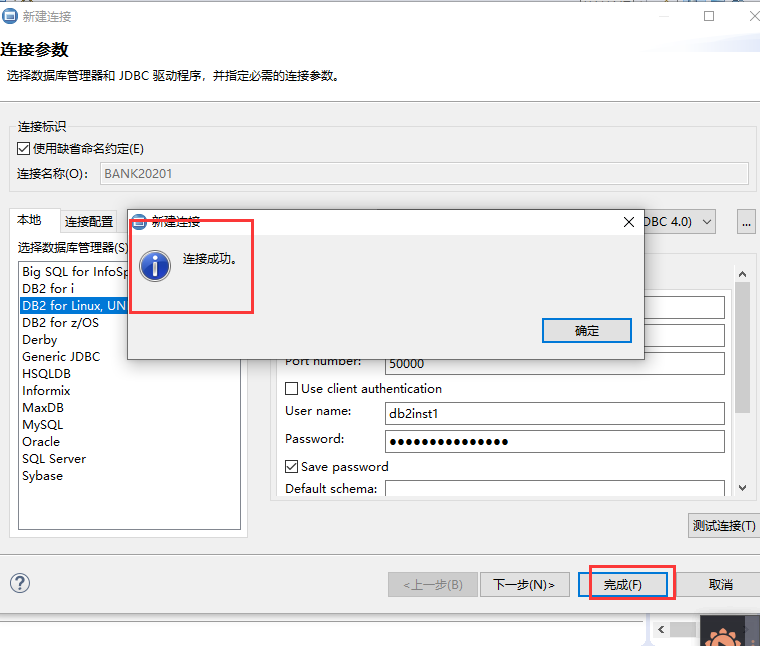 新建连接
连接参数
选择数据库管理器和 JDBC 驱动程序，并指定必需的连接参数。
连接标识
使用缺省命名约定(E)
连接名称(O)：
BANK20201
本地
连接配置
DBC 4.0)
...
选择数据库管理器(S)
Big SQL for InfoSp
DB2 for i
DB2 for Linux, UN
DB2 for z/OS
Derby
Generic JDBC
HSQLDB
Informix
MaxDB
MySQL
Oracle
SQL Server
Sybase
新建连接
连接成功。
确定
Port number:
50000
Use client authentication
User name:
db2inst1
Password:
●●●●●●●●●●●●●●●
Save password
Default schema:
测试连接(T)
<上一步(B)
下一步(N)>
完成(F)
取消